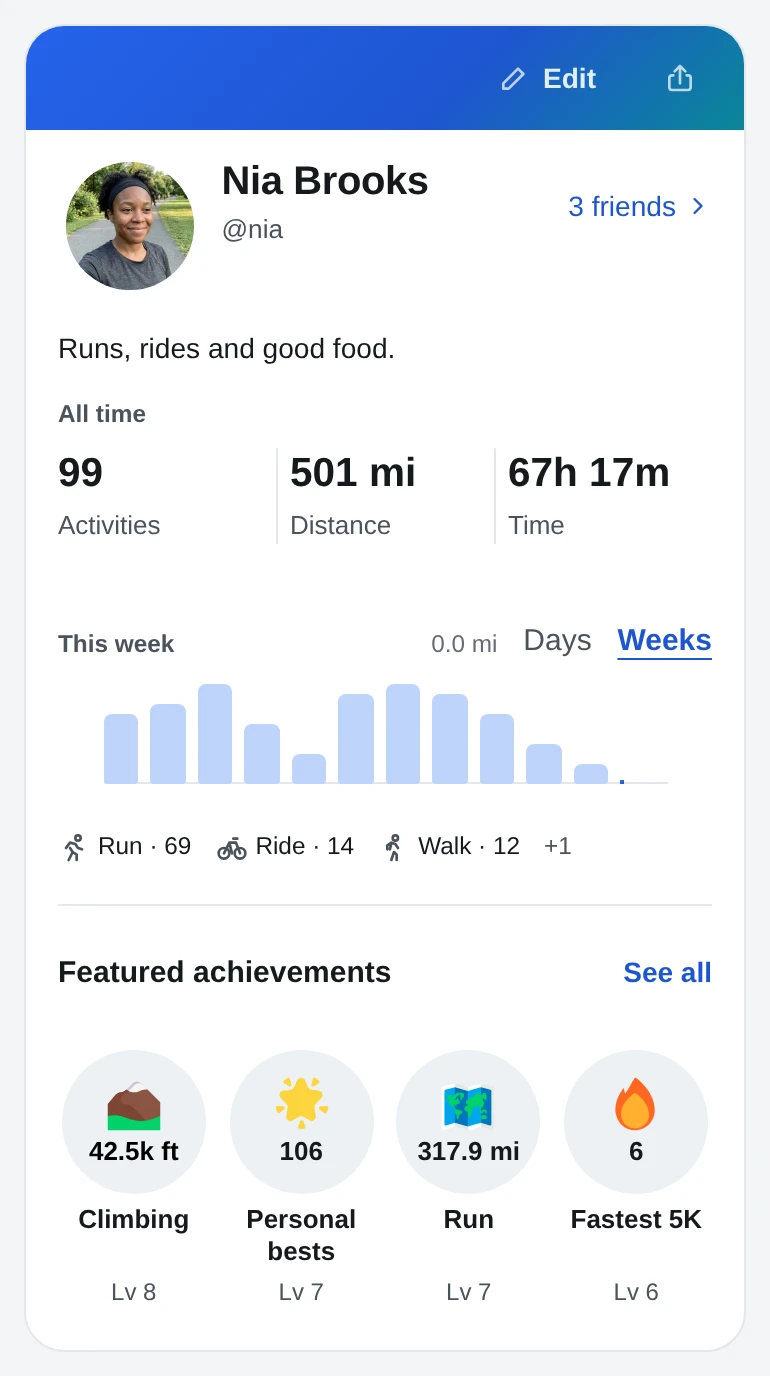 Edit
Nia Brooks
@nia
3 friends
Runs, rides and good food.
All time
99
Activities
501 mi
Distance
67h 17m
Time
This week
0.0 mi
Days
Weeks
Run · 69
Ride · 14
Walk · 12
+1
Featured achievements
See all
42.5k ft
Climbing
Lv 8
106
Personal
bests
Lv 7
317.9 mi
Run
Lv 7
6
Fastest 5K
Lv 6